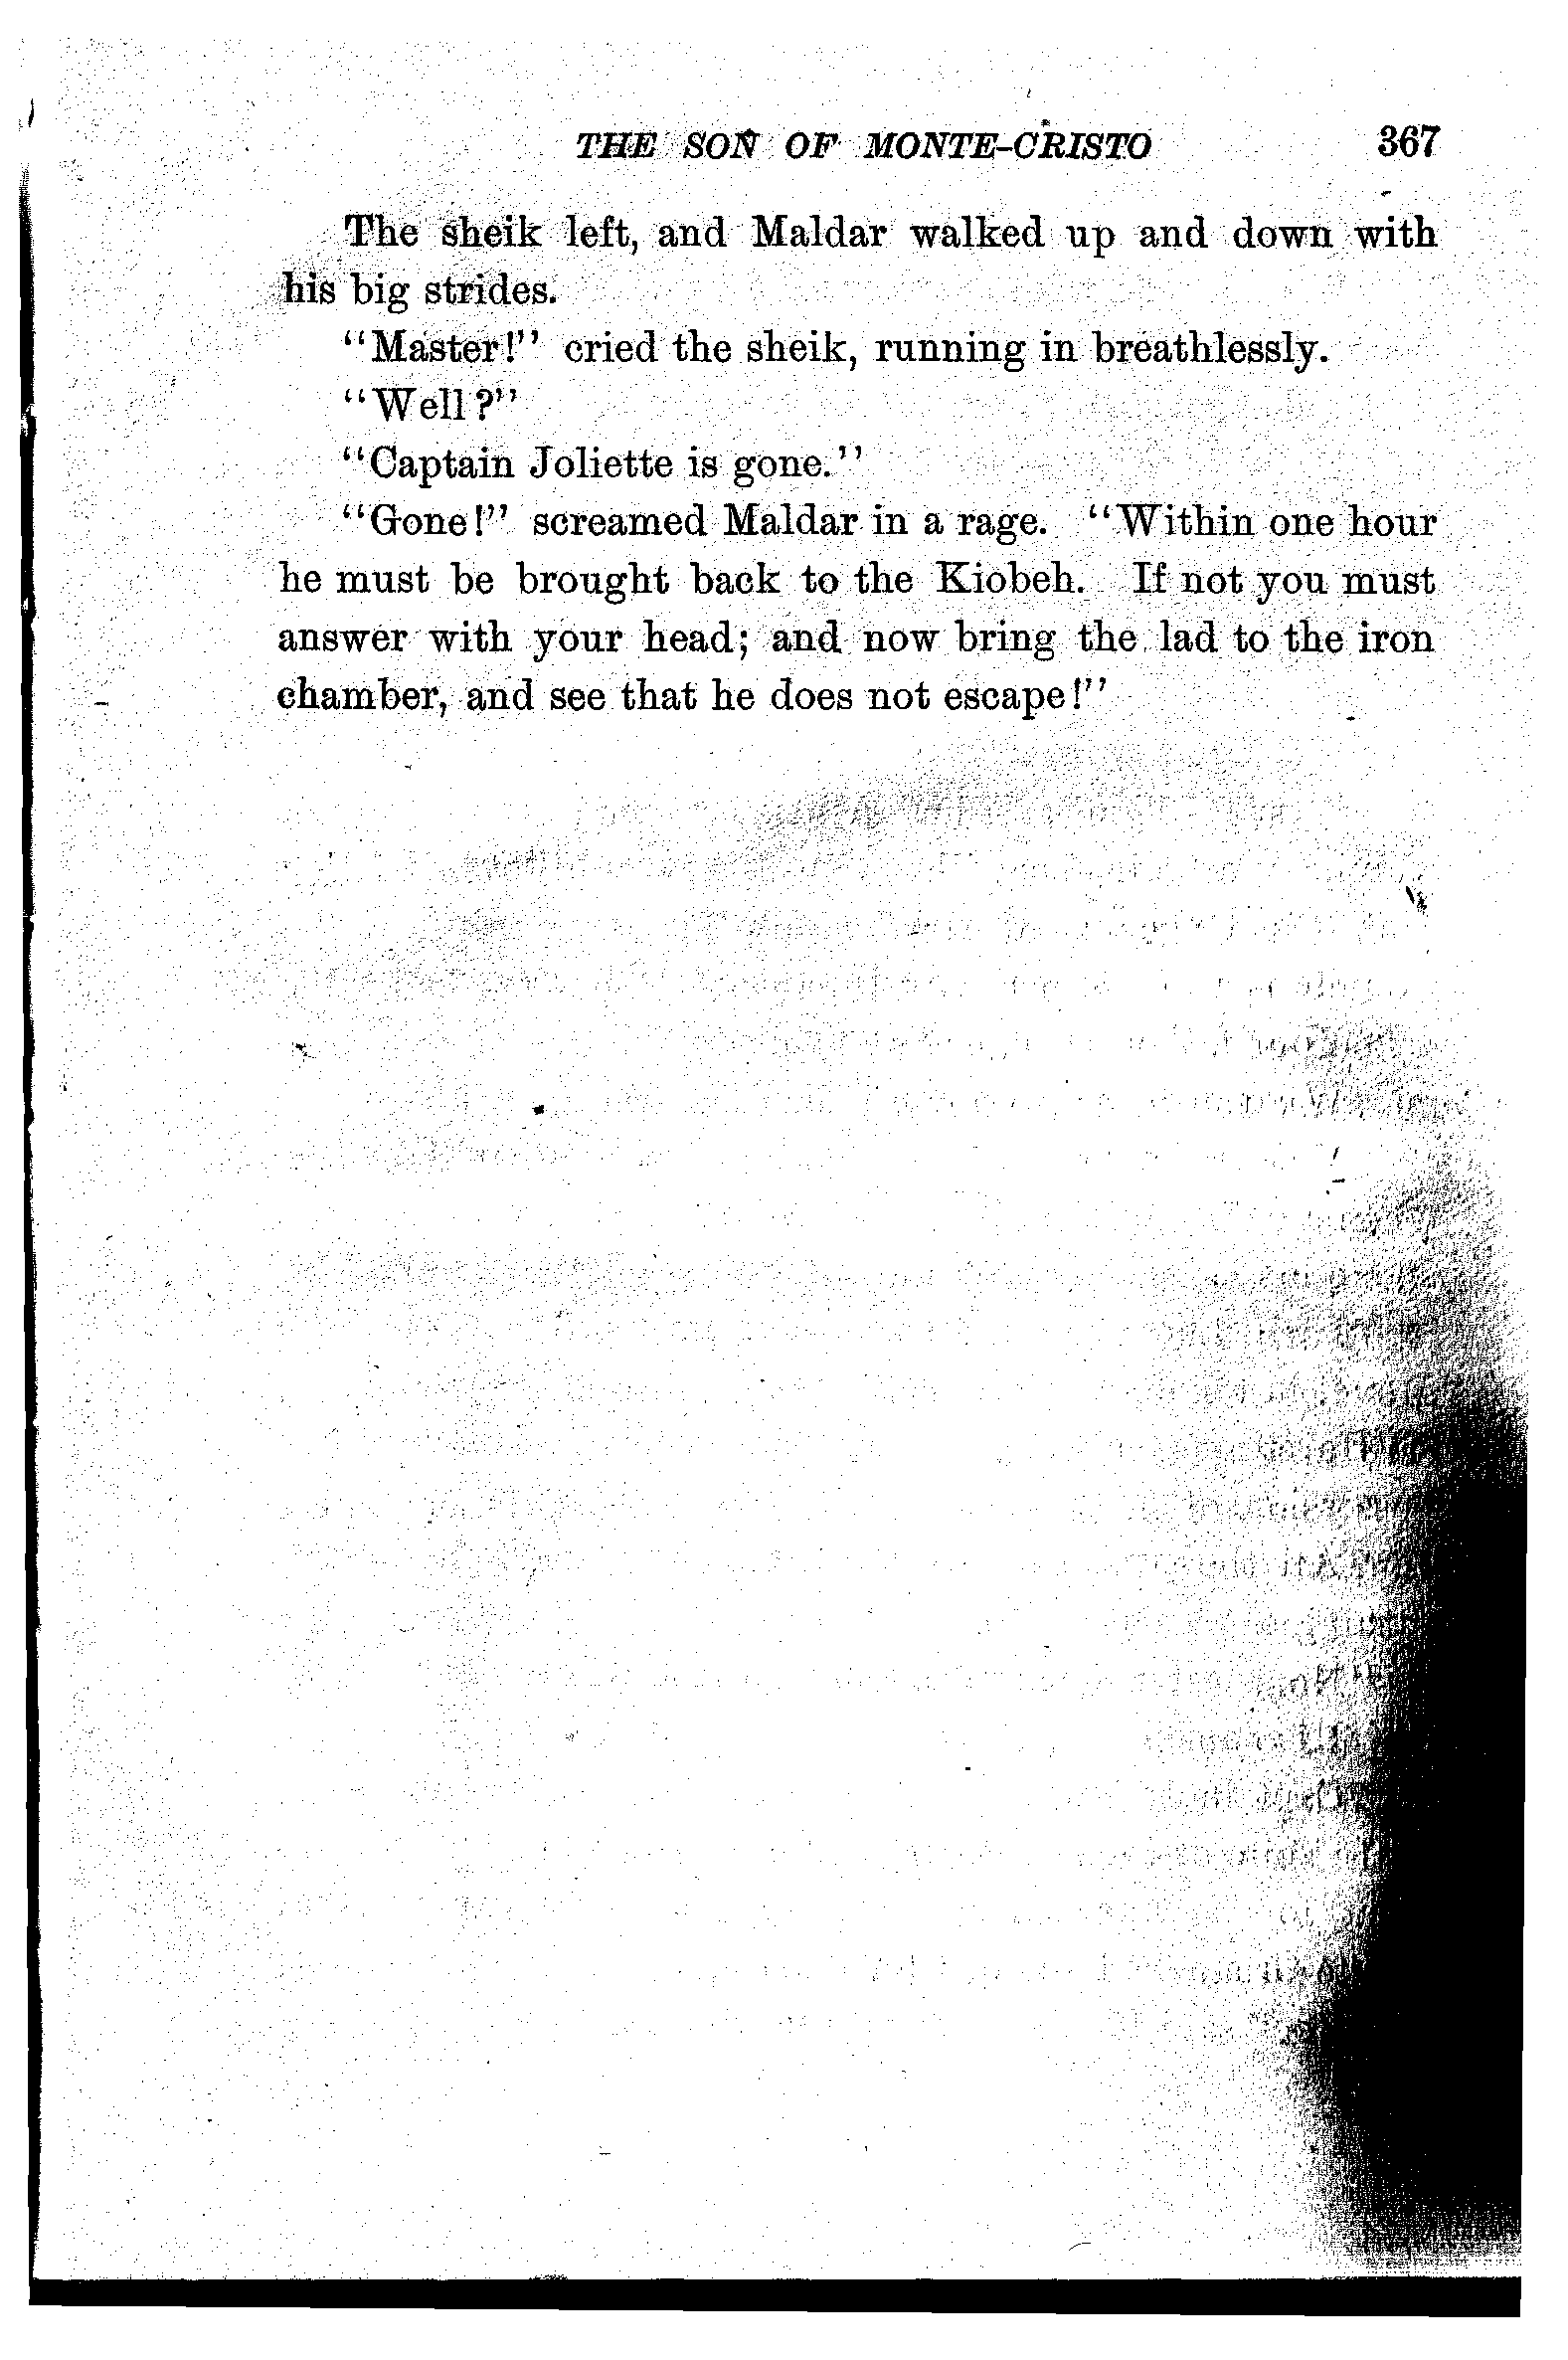 THE SON OF MONTE-CRISTO 367
The sheik left, and Maldar walked up and down with
his big strides.
"Master!" cried the sheik, running in breathlessly.
"Well?"
"Captain Joliette is gone."
"Gone!" screamed Maldar in a rage. "Within one hour
he must be brought back to the Kiobeh. If not you must
answer with your head; and now bring the lad to the iron
chamber, and see that he does not escape!"